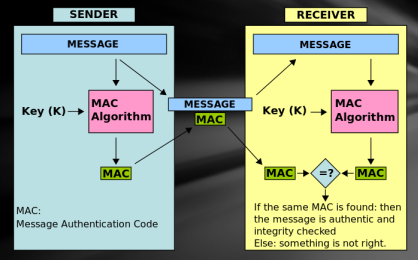 SENDER
MESSAGE
Key (K)
MAC
Algorithm
MAC
MAC:
Message Authentication Code
MESSAGE
MAC
RECEIVER
MESSAGE
Key (K)
MAC
Algorithm
MAC
=?
MAC
If the same MAC is found: then
the message is authentic and
integrity checked
Else: something is not right.